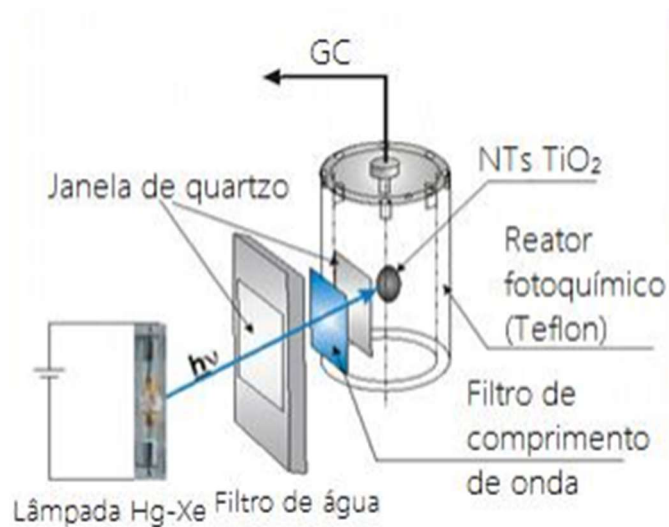 GC
NTs TiO₂
Janela de quartzo
Reator
fotoquímico
(Teflon)
hν
Filtro de
comprimento
de onda
Lâmpada Hg-Xe
Filtro de água